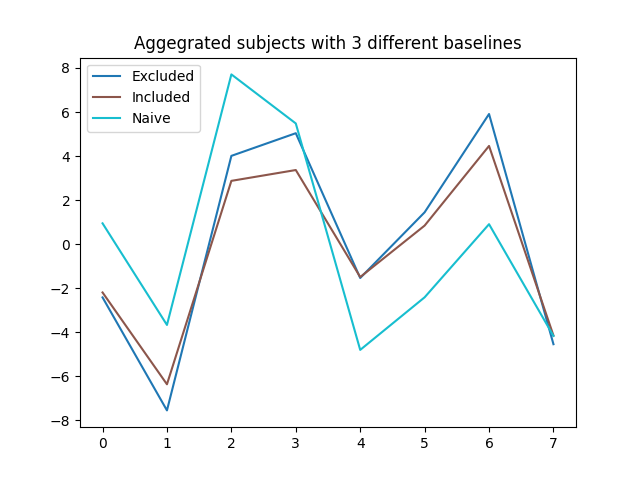 Aggegrated subjects with 3 different baselines
Excluded
Included
Naive
8
6
4
2
0
−2
−4
−6
−8
0 1 2 3 4 5 6 7